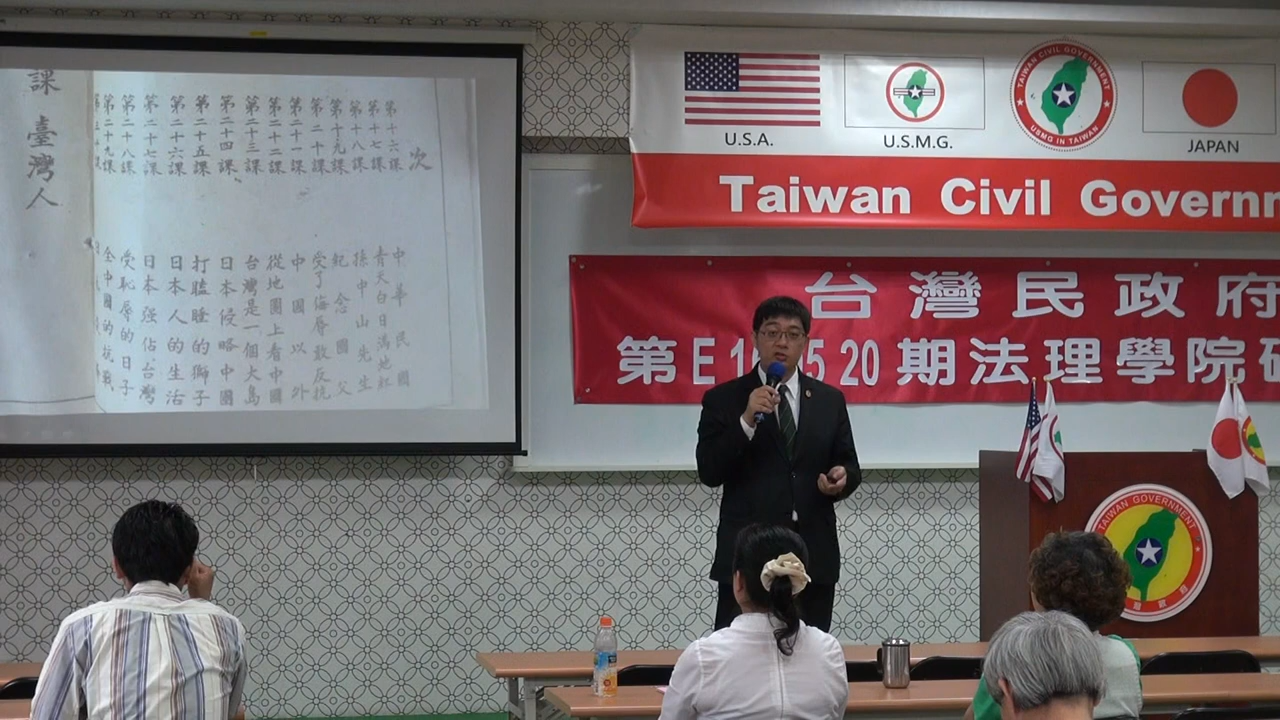 次
第十六課 中華民國
第十七課 青天白日滿地紅
第十八課 孫中山先生
第十九課 紀念國父
第二十課 受了侮辱敢反抗
第二十一課 中國以外
第二十二課 從地圖上看中國
第二十三課 台灣是一個大島
第二十四課 日本侵略中國
第二十五課 打瞌睡的獅子
第二十六課 日本人的生活
第二十七課 日本强佔台灣
第二十八課 受恥辱的日子
第二十九課 全中國的抗戰
課 臺灣人
U.S.A.
U.S.M.G.
TAIWAN CIVIL GOVERNMENT
USMG IN TAIWAN
JAPAN
Taiwan Civil Governm
台灣民政府
第E1 5 20期法理學院
TAIWAN GOVERNMENT